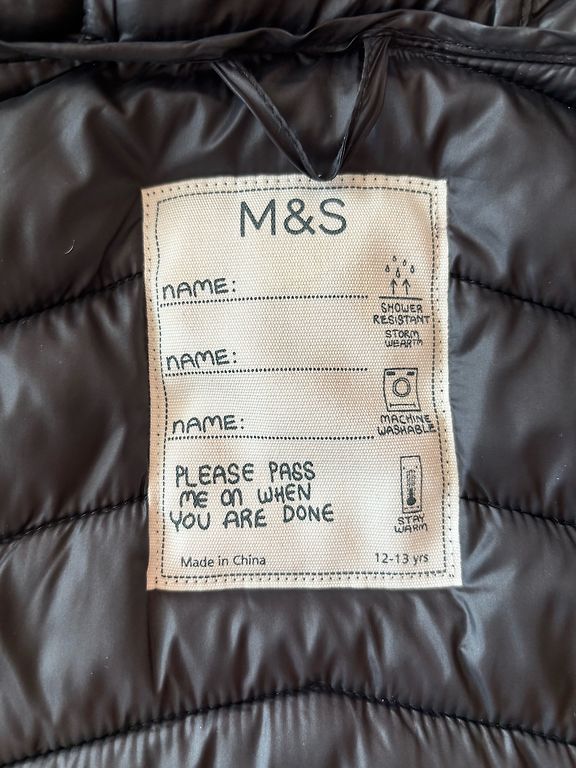 M&S
NAME:
SHOWER
RESISTANT
STORM
WEAR™
NAME:
MACHINE
WASHABLE
NAME:
PLEASE PASS
ME ON WHEN
YOU ARE DONE
STAY
WARM
Made in China
12-13 yrs